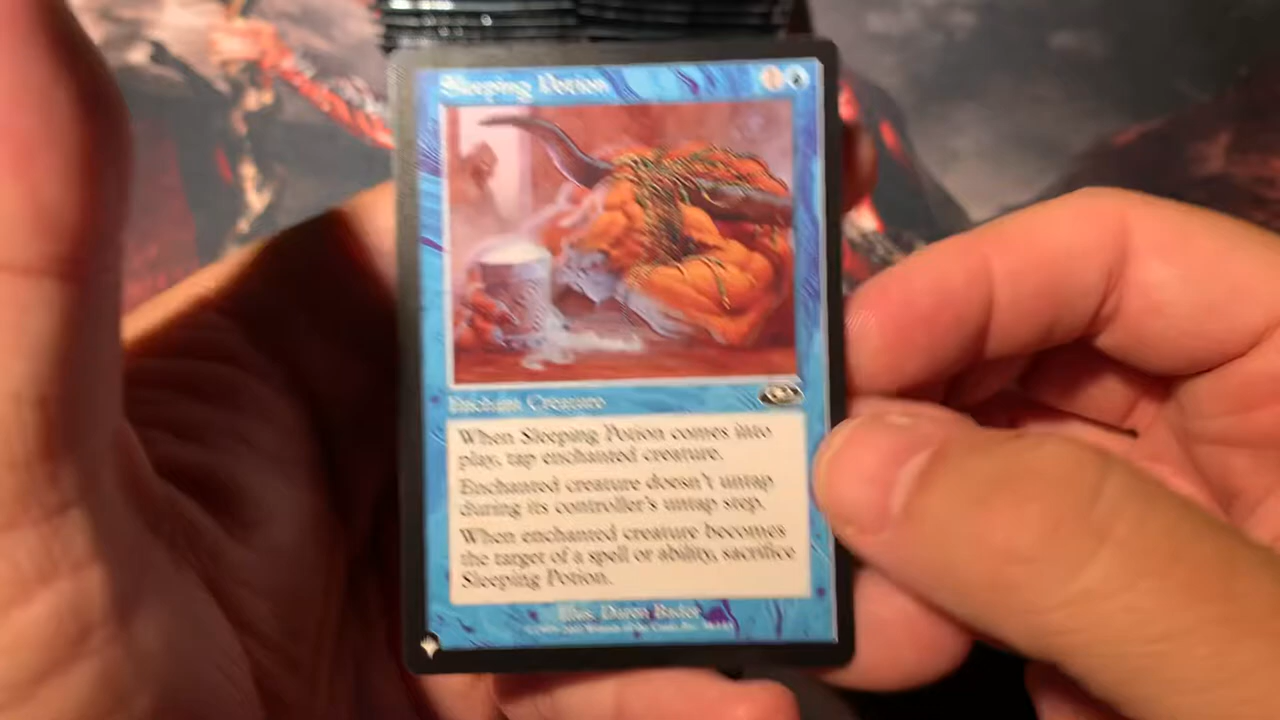 Sleeping Potion
Enchant Creature
When Sleeping Potion comes into
play, tap enchanted creature.
Enchanted creature doesn't untap
during its controller's untap step.
When enchanted creature becomes
the target of a spell or ability, sacrifice
Sleeping Potion.
Illus. Daren Bader